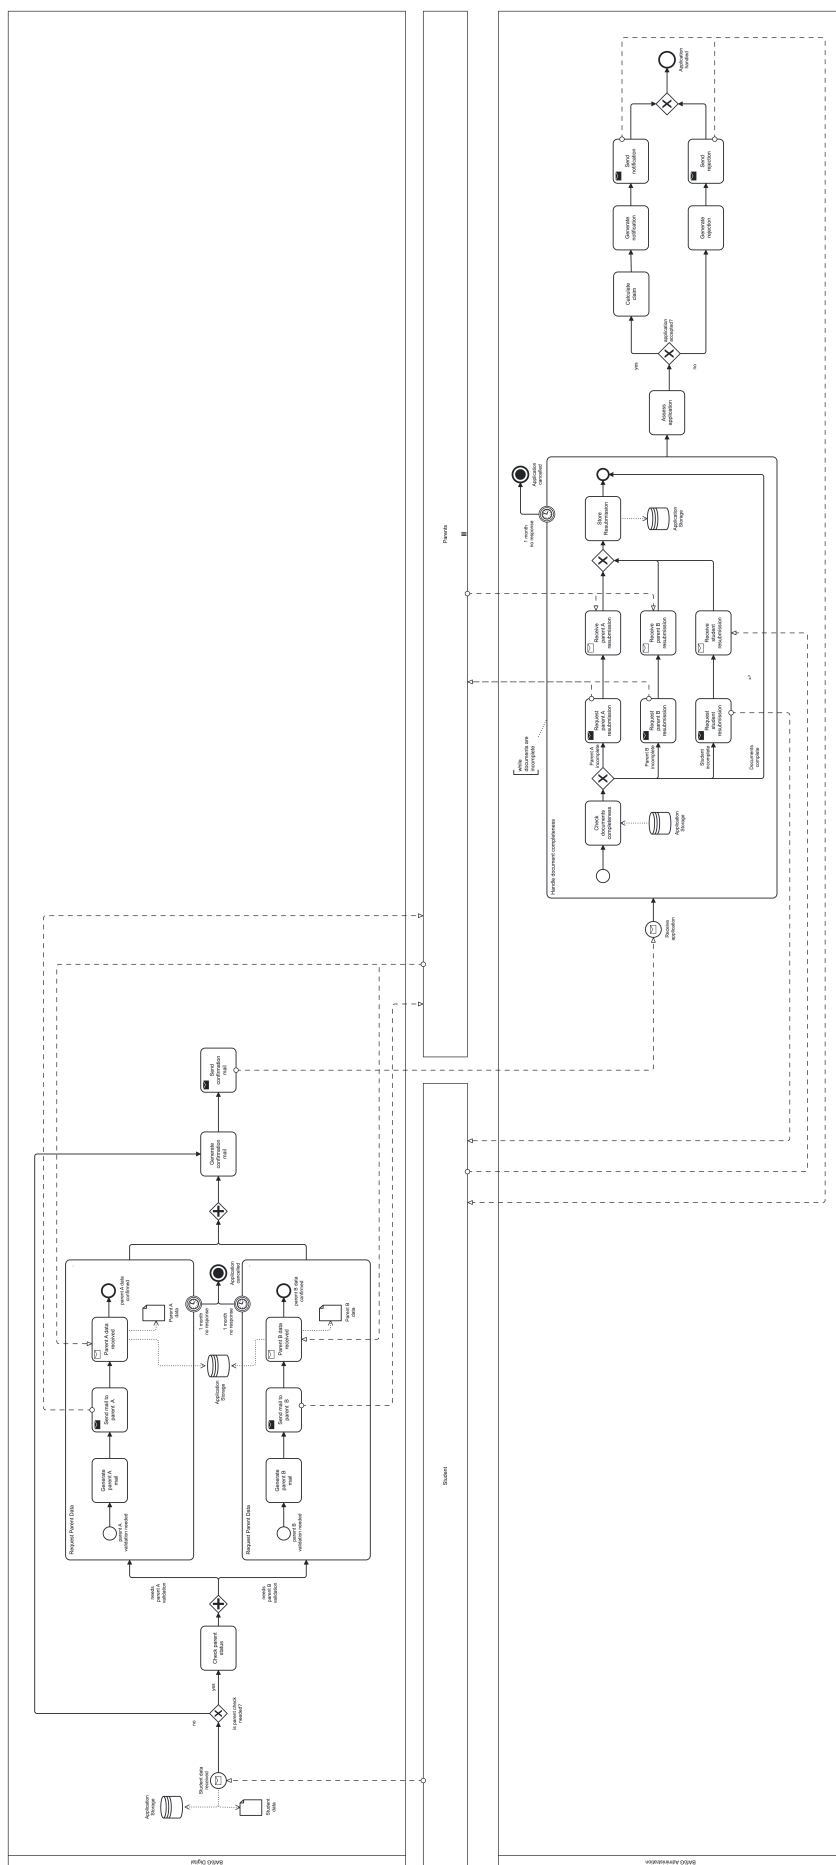 BAföG Digital
Application
Storage
Student
data
Student data
received
is parent check
needed?
no
yes
Check parent
status
needs
parent A
validation
needs
parent B
validation
Request Parent Data
parent A
validation needed
Generate
parent A
mail
Send mail to
parent A
Parent A data
received
parent A data
confirmed
Parent A
data
1 month
no response
Request Parent Data
parent B
validation needed
Generate
parent B
mail
Send mail to
parent B
Parent B data
received
parent B data
confirmed
Parent B
data
1 month
no response
Application
Storage
Application
cancelled
Generate
confirmation
mail
Send
confirmation
mail
Student
Parents
BAföG Administration
Receive
application
Handle document completeness
Check
documents
completeness
Application
Storage
while
documents are
incomplete
Parent A
incomplete
Parent B
incomplete
Student
incomplete
Documents
complete
Request
parent A
resubmission
Request
parent B
resubmission
Request
student
resubmission
Receive
parent A
resubmission
Receive
parent B
resubmission
Receive
student
resubmission
Store
Resubmission
Application
Storage
1 month
no response
Application
cancelled
Assess
application
application
accepted?
yes
no
Calculate
claim
Generate
notification
Send
notification
Generate
rejection
Send
rejection
Application
handled